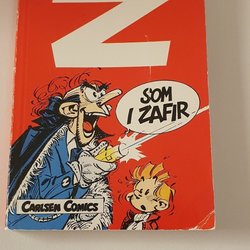 Z
SOM
I ZAFIR
CARLSEN COMICS